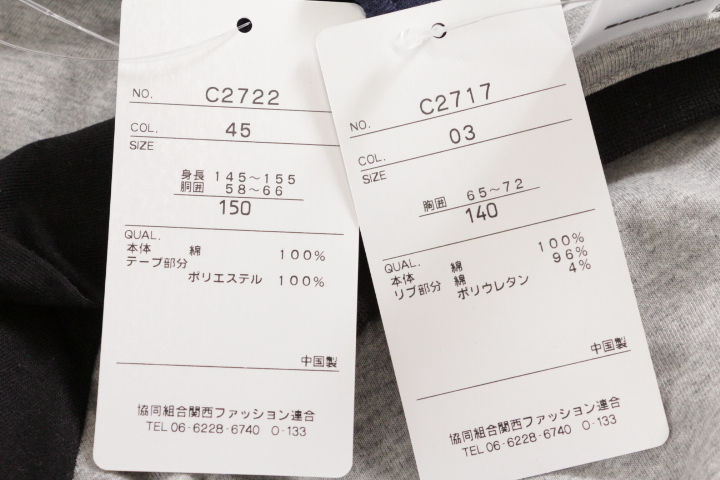 NO. C2722
COL. 45
SIZE
身長 145～155
胴囲 58～66
150
QUAL.
本体 綿 100%
テープ部分
ポリエステル 100%
中国製
協同組合関西ファッション連合
TEL 06-6228-6740 O-133
NO. C2717
COL. 03
SIZE
胸囲 65～72
140
QUAL.
本体 綿 100%
リブ部分 綿 96%
ポリウレタン 4%
中国製
協同組合関西ファッション連合
TEL 06-6228-6740 O-133